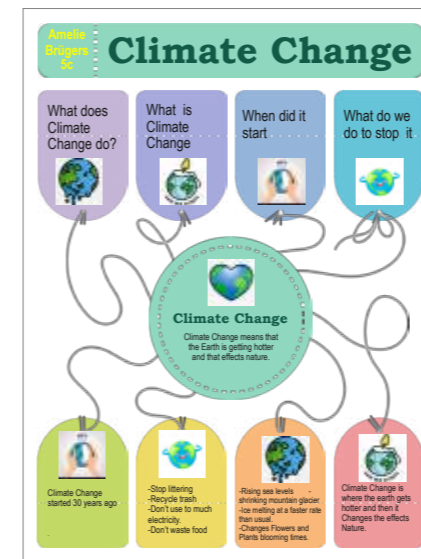 Amelie
Brügers
5c
Climate Change
What does
Climate
Change do?
What is
Climate
Change
When did it
start
What do we
do to stop it
Climate Change
Climate Change means that
the Earth is getting hotter
and that effects nature.
Climate Change
started 30 years ago
.
-Stop littering
-Recycle trash
-Don't use to much
electricity.
-Don't waste food
-Rising sea levels -
shrinking mountain glacier
-Ice melting at a faster rate
than usual.
-Changes Flowers and
Plants blooming times.
Climate Change is
where the earth gets
hotter and then it
Changes the effects
Nature.